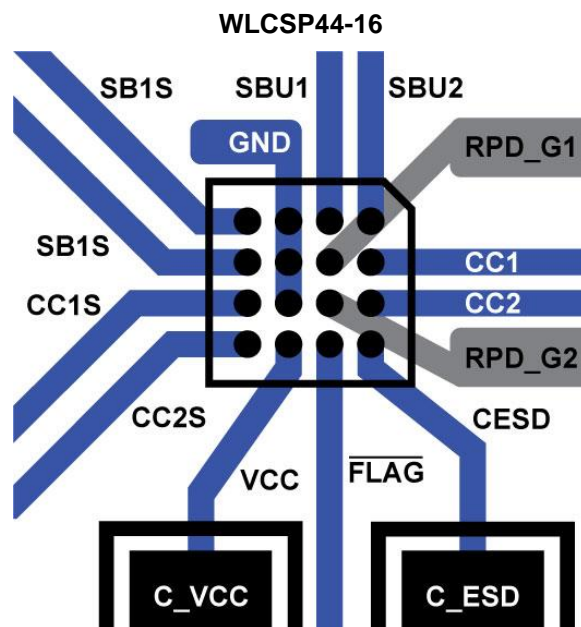 WLCSP44-16
SB1S
SBU1
SBU2
GND
RPD_G1
SB1S
CC1
CC1S
CC2
RPD_G2
CC2S
CESD
VCC
FLAG
C_VCC
C_ESD